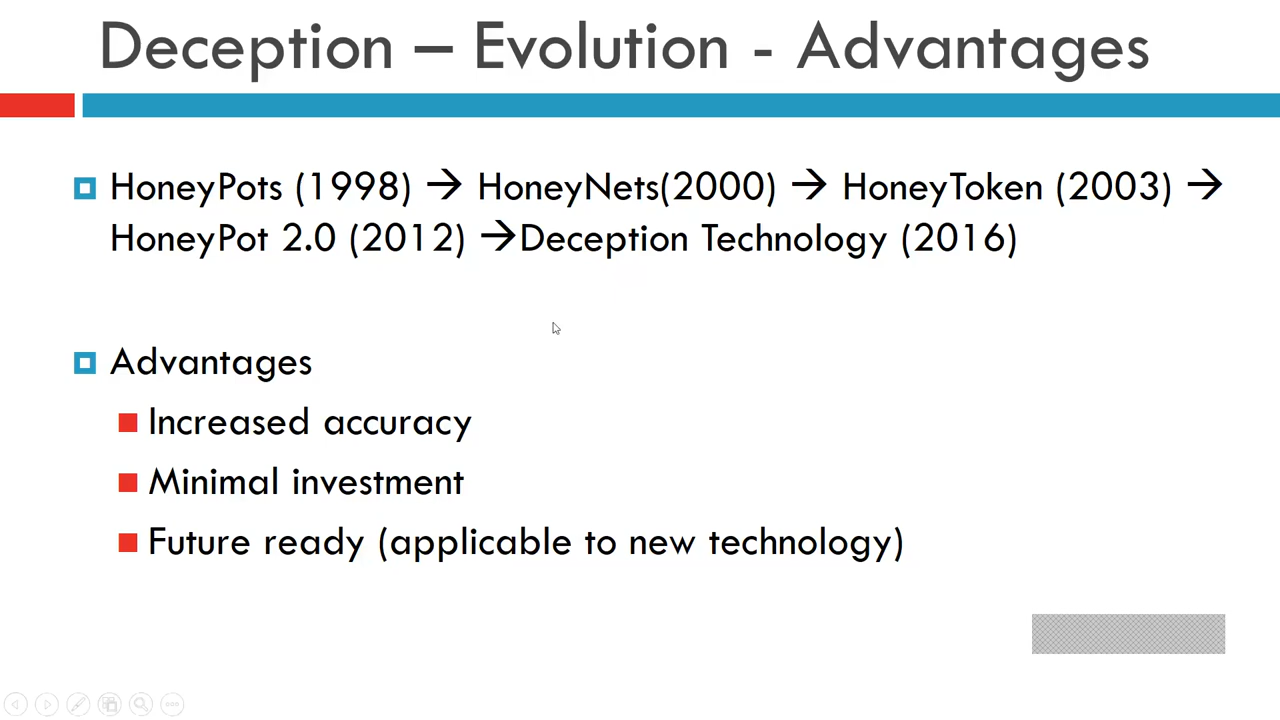 Deception – Evolution - Advantages
HoneyPots (1998) → HoneyNets(2000) → HoneyToken (2003) →
HoneyPot 2.0 (2012) →Deception Technology (2016)
Advantages
Increased accuracy
Minimal investment
Future ready (applicable to new technology)